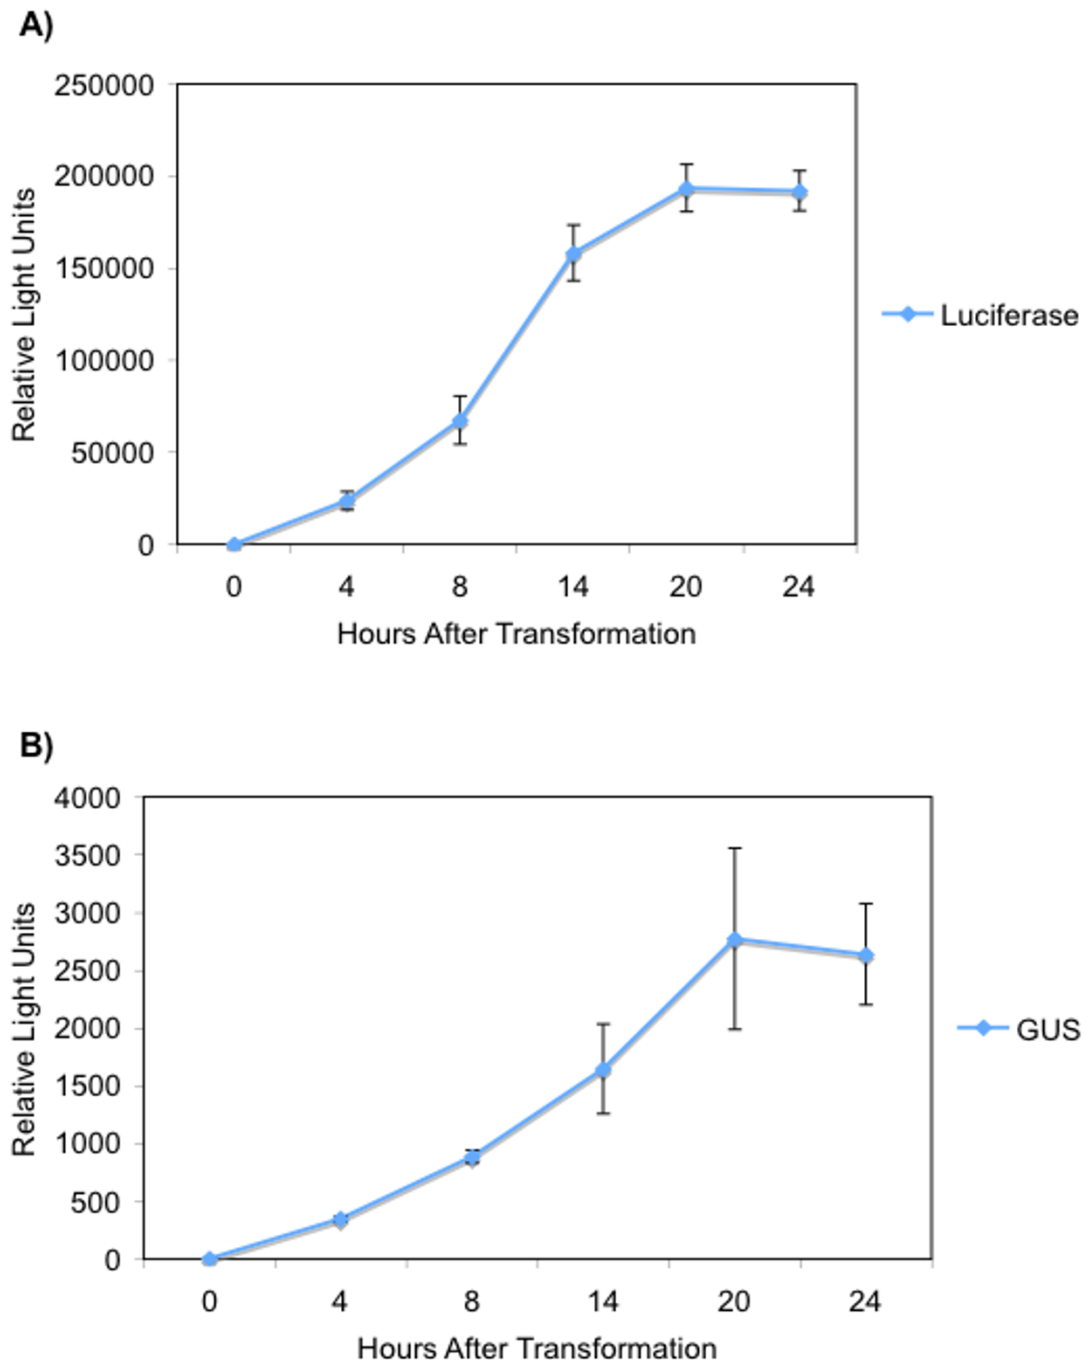 A)
250000
200000
150000
100000
50000
0
Relative Light Units
0 4 8 14 20 24
Hours After Transformation
Luciferase
B)
4000
3500
3000
2500
2000
1500
1000
500
0
Relative Light Units
0 4 8 14 20 24
Hours After Transformation
GUS